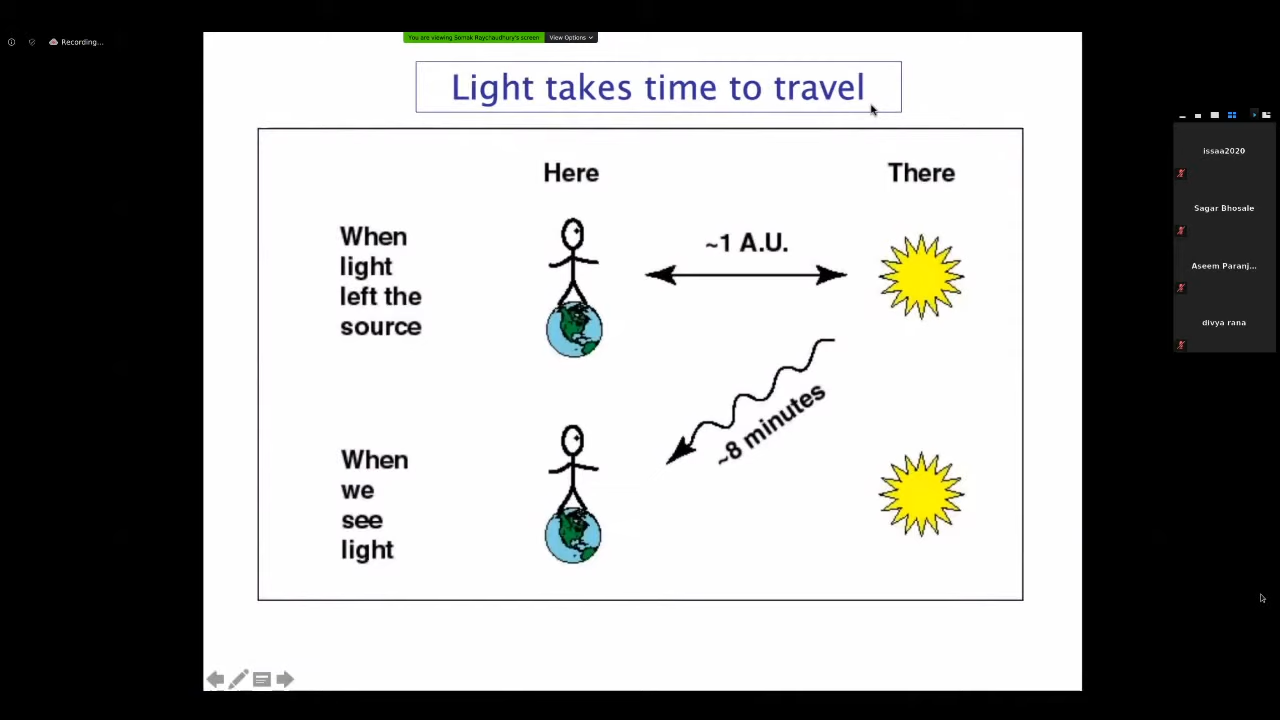 You are viewing Somak Raychaudhury's screen
View Options
Recording...
Light takes time to travel
Here
There
When
light
left the
source
~1 A.U.
~8 minutes
When
we
see
light
issaa2020
Sagar Bhosale
Aseem Paranj...
divya rana